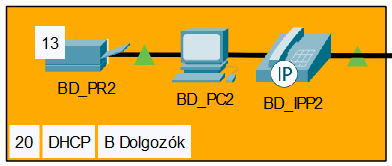 13
IP
BD_PR2
BD_PC2
BD_IPP2
20 DHCP B Dolgozók